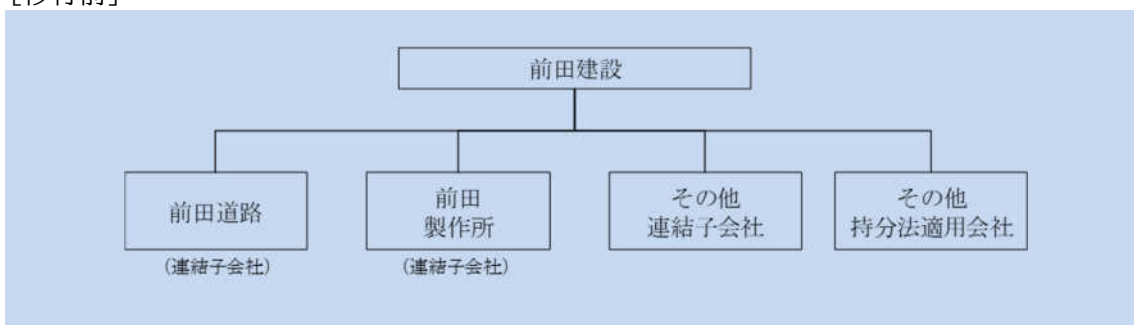 前田建設
前田道路
(連結子会社)
前田
製作所
(連結子会社)
その他
連結子会社
その他
持分法適用会社